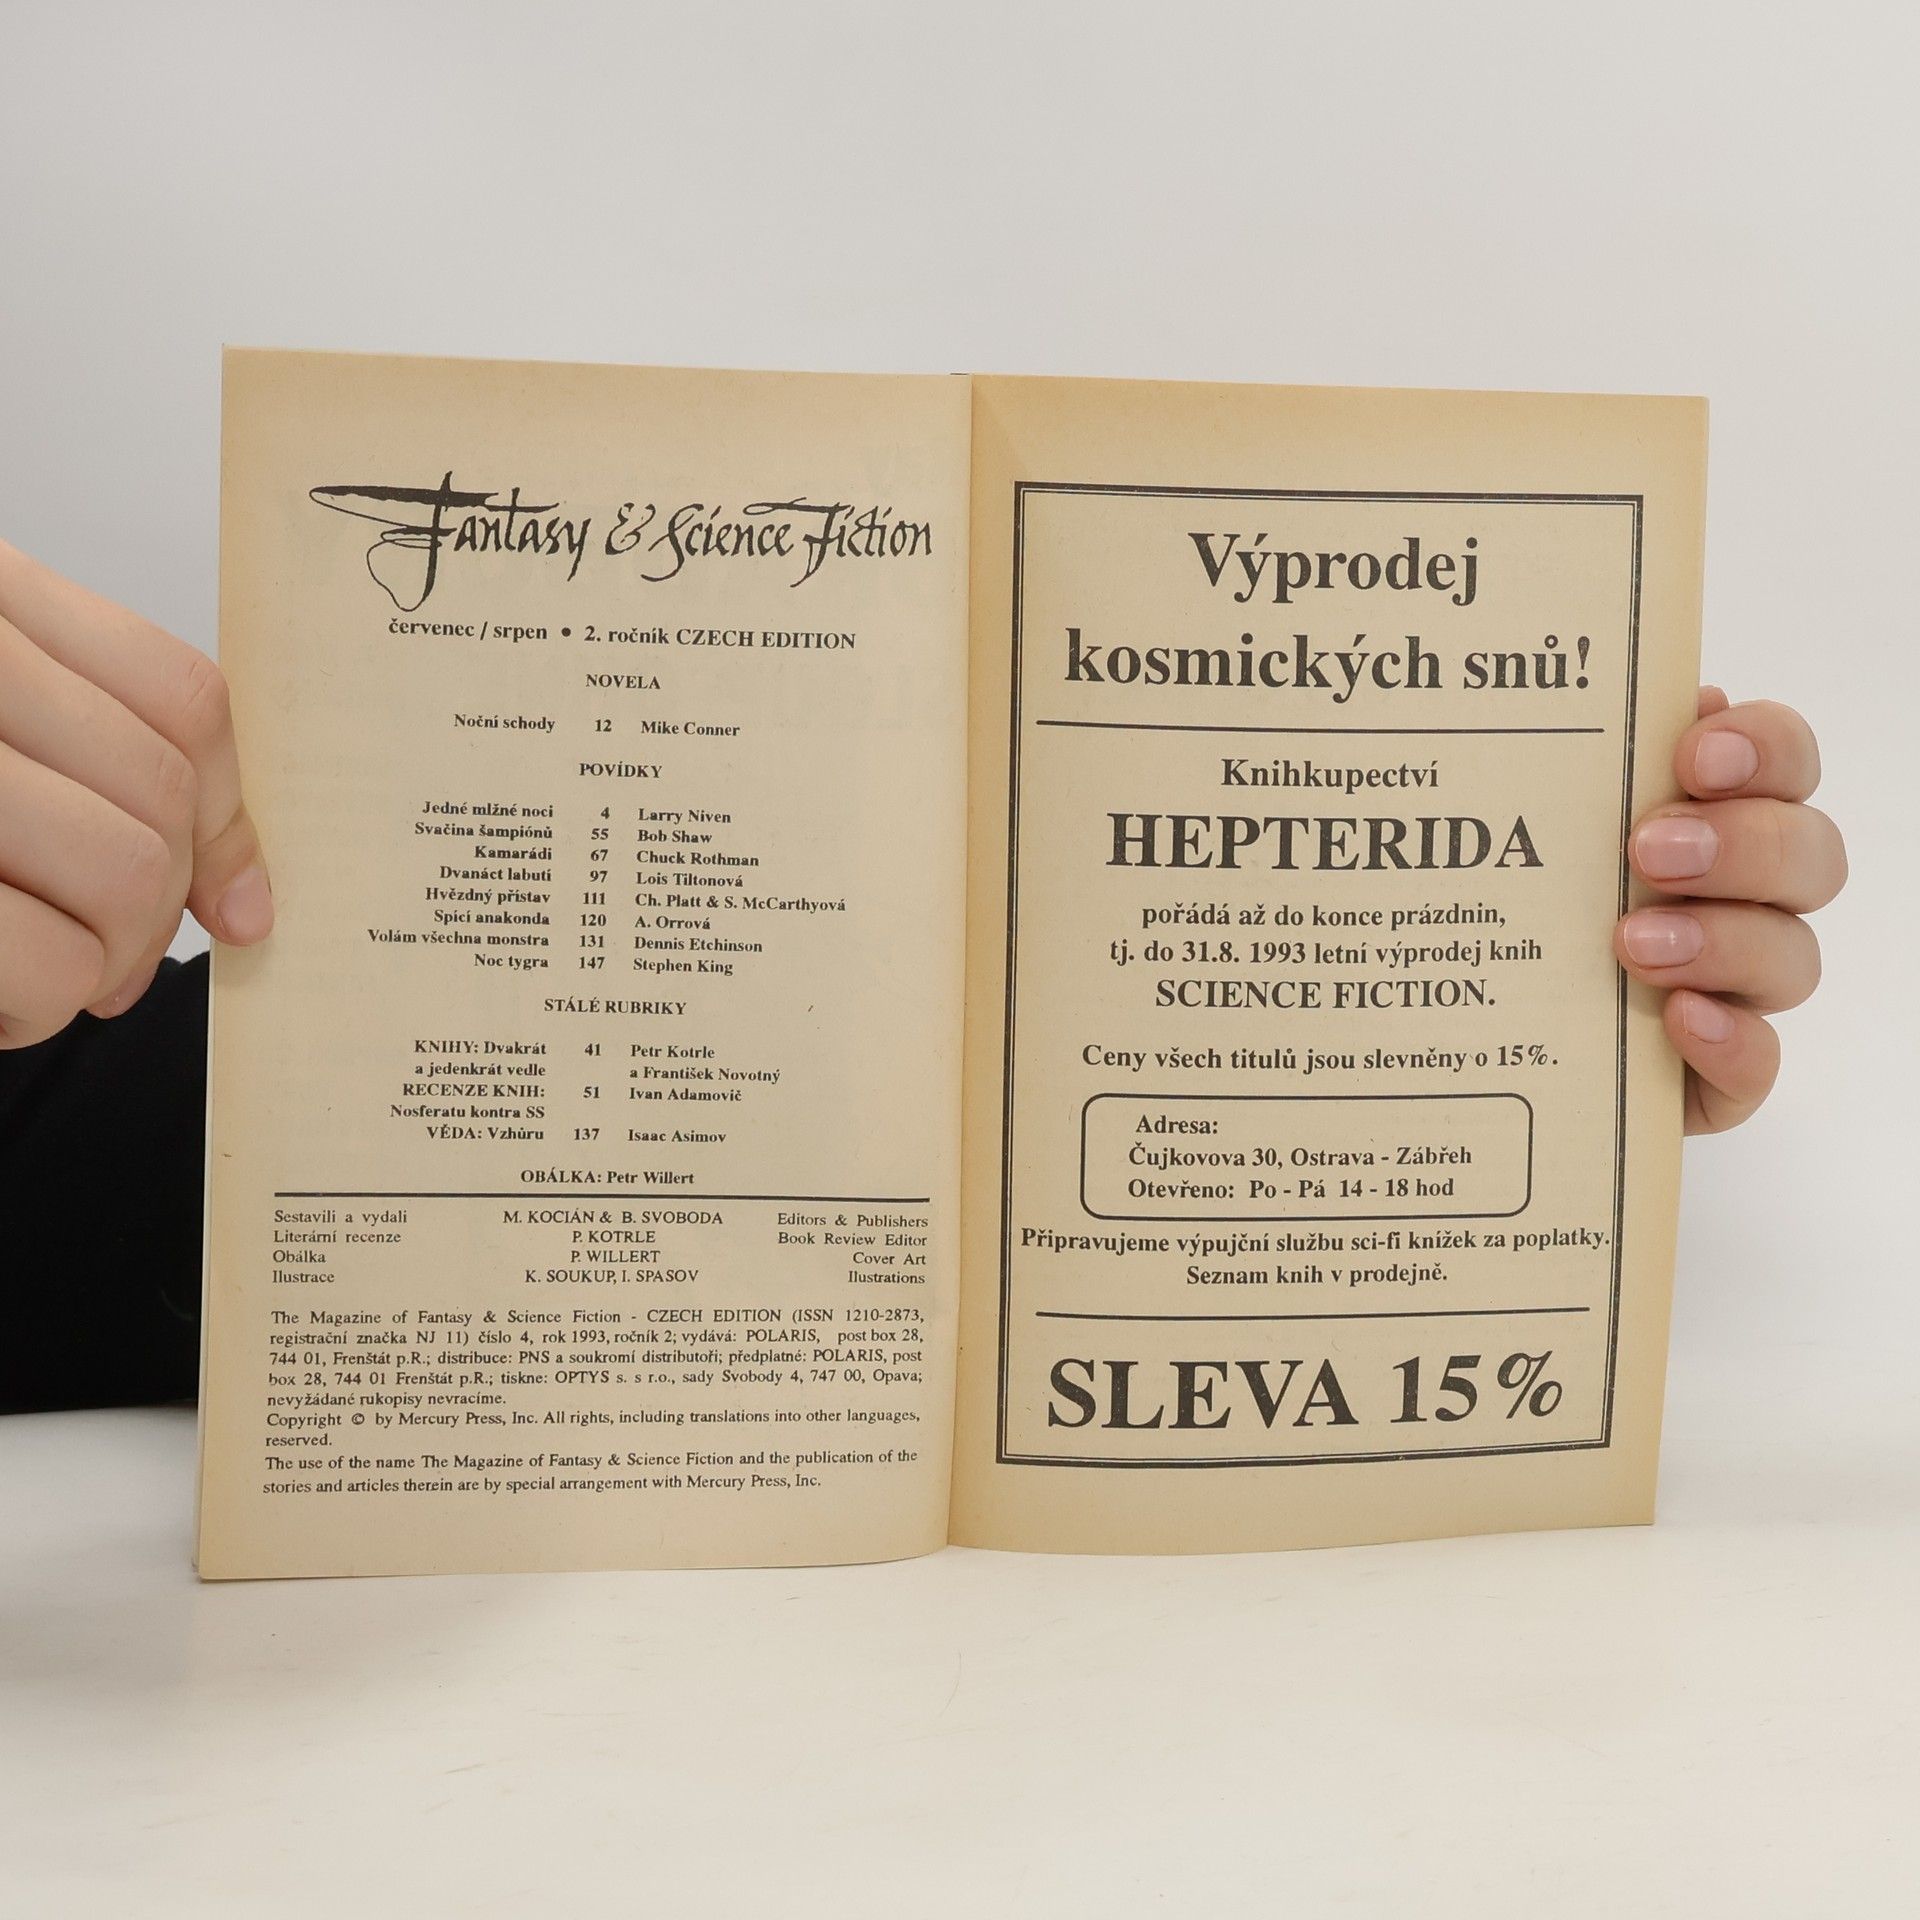 Fantasy & Science Fiction
červenec / srpen • 2. ročník CZECH EDITION
NOVELA
Noční schody 12 Mike Conner
POVÍDKY
Jedné mlžné noci 4 Larry Niven
Svačina šampiónů 55 Bob Shaw
Kamarádi 67 Chuck Rothman
Dvanáct labutí 97 Lois Tiltonová
Hvězdný přístav 111 Ch. Platt & S. McCarthyová
Spící anakonda 120 A. Orrová
Volám všechna monstra 131 Dennis Etchinson
Noc tygra 147 Stephen King
STÁLÉ RUBRIKY
KNIHY: Dvakrát 41 Petr Kotrle
a jedenkrát vedle a František Novotný
RECENZE KNIH: 51 Ivan Adamovič
Nosferatu kontra SS
VĚDA: Vzhůru 137 Isaac Asimov
OBÁLKA: Petr Willert
Sestavili a vydali M. KOCIÁN & B. SVOBODA Editors & Publishers
Literární recenze P. KOTRLE Book Review Editor
Obálka P. WILLERT Cover Art
Ilustrace K. SOUKUP, I. SPASOV Ilustrations
The Magazine of Fantasy & Science Fiction - CZECH EDITION (ISSN 1210-2873,
registrační značka NJ 11) číslo 4, rok 1993, ročník 2; vydává: POLARIS, post box 28,
744 01, Frenštát p.R.; distribuce: PNS a soukromí distributoři; předplatné: POLARIS, post
box 28, 744 01 Frenštát p.R.; tiskne: OPTYS s. s r.o., sady Svobody 4, 747 00, Opava;
nevyžádané rukopisy nevracíme.
Copyright © by Mercury Press, Inc. All rights, including translations into other languages,
reserved.
The use of the name The Magazine of Fantasy & Science Fiction and the publication of the
stories and articles therein are by special arrangement with Mercury Press, Inc.
Výprodej
kosmických snů!
Knihkupectví
HEPTERIDA
pořádá až do konce prázdnin,
tj. do 31.8. 1993 letní výprodej knih
SCIENCE FICTION.
Ceny všech titulů jsou slevněny o 15%.
Adresa:
Čujkovova 30, Ostrava - Zábřeh
Otevřeno: Po - Pá 14 - 18 hod
Připravujeme výpujční službu sci-fi knížek za poplatky.
Seznam knih v prodejně.
SLEVA 15%